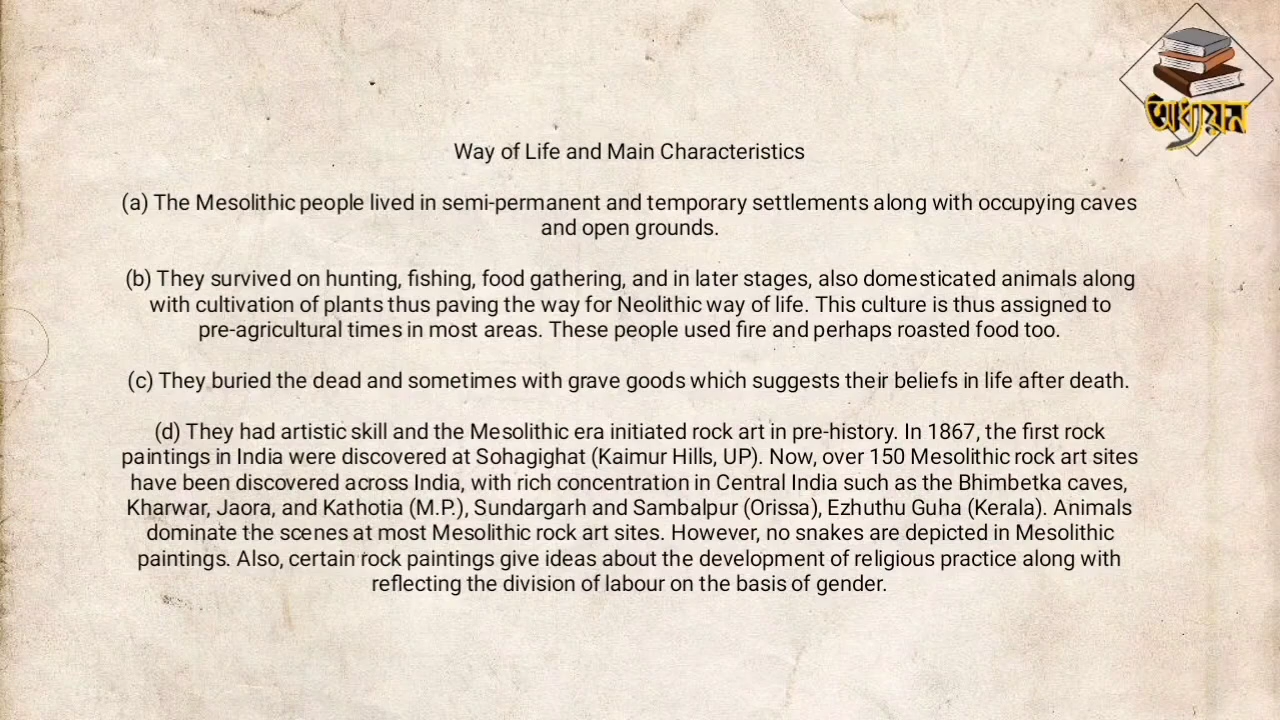 অধ্যয়ন
Way of Life and Main Characteristics
(a) The Mesolithic people lived in semi-permanent and temporary settlements along with occupying caves
and open grounds.
(b) They survived on hunting, fishing, food gathering, and in later stages, also domesticated animals along
with cultivation of plants thus paving the way for Neolithic way of life. This culture is thus assigned to
pre-agricultural times in most areas. These people used fire and perhaps roasted food too.
(c) They buried the dead and sometimes with grave goods which suggests their beliefs in life after death.
(d) They had artistic skill and the Mesolithic era initiated rock art in pre-history. In 1867, the first rock
paintings in India were discovered at Sohagighat (Kaimur Hills, UP). Now, over 150 Mesolithic rock art sites
have been discovered across India, with rich concentration in Central India such as the Bhimbetka caves,
Kharwar, Jaora, and Kathotia (M.P.), Sundargarh and Sambalpur (Orissa), Ezhuthu Guha (Kerala). Animals
dominate the scenes at most Mesolithic rock art sites. However, no snakes are depicted in Mesolithic
paintings. Also, certain rock paintings give ideas about the development of religious practice along with
reflecting the division of labour on the basis of gender.